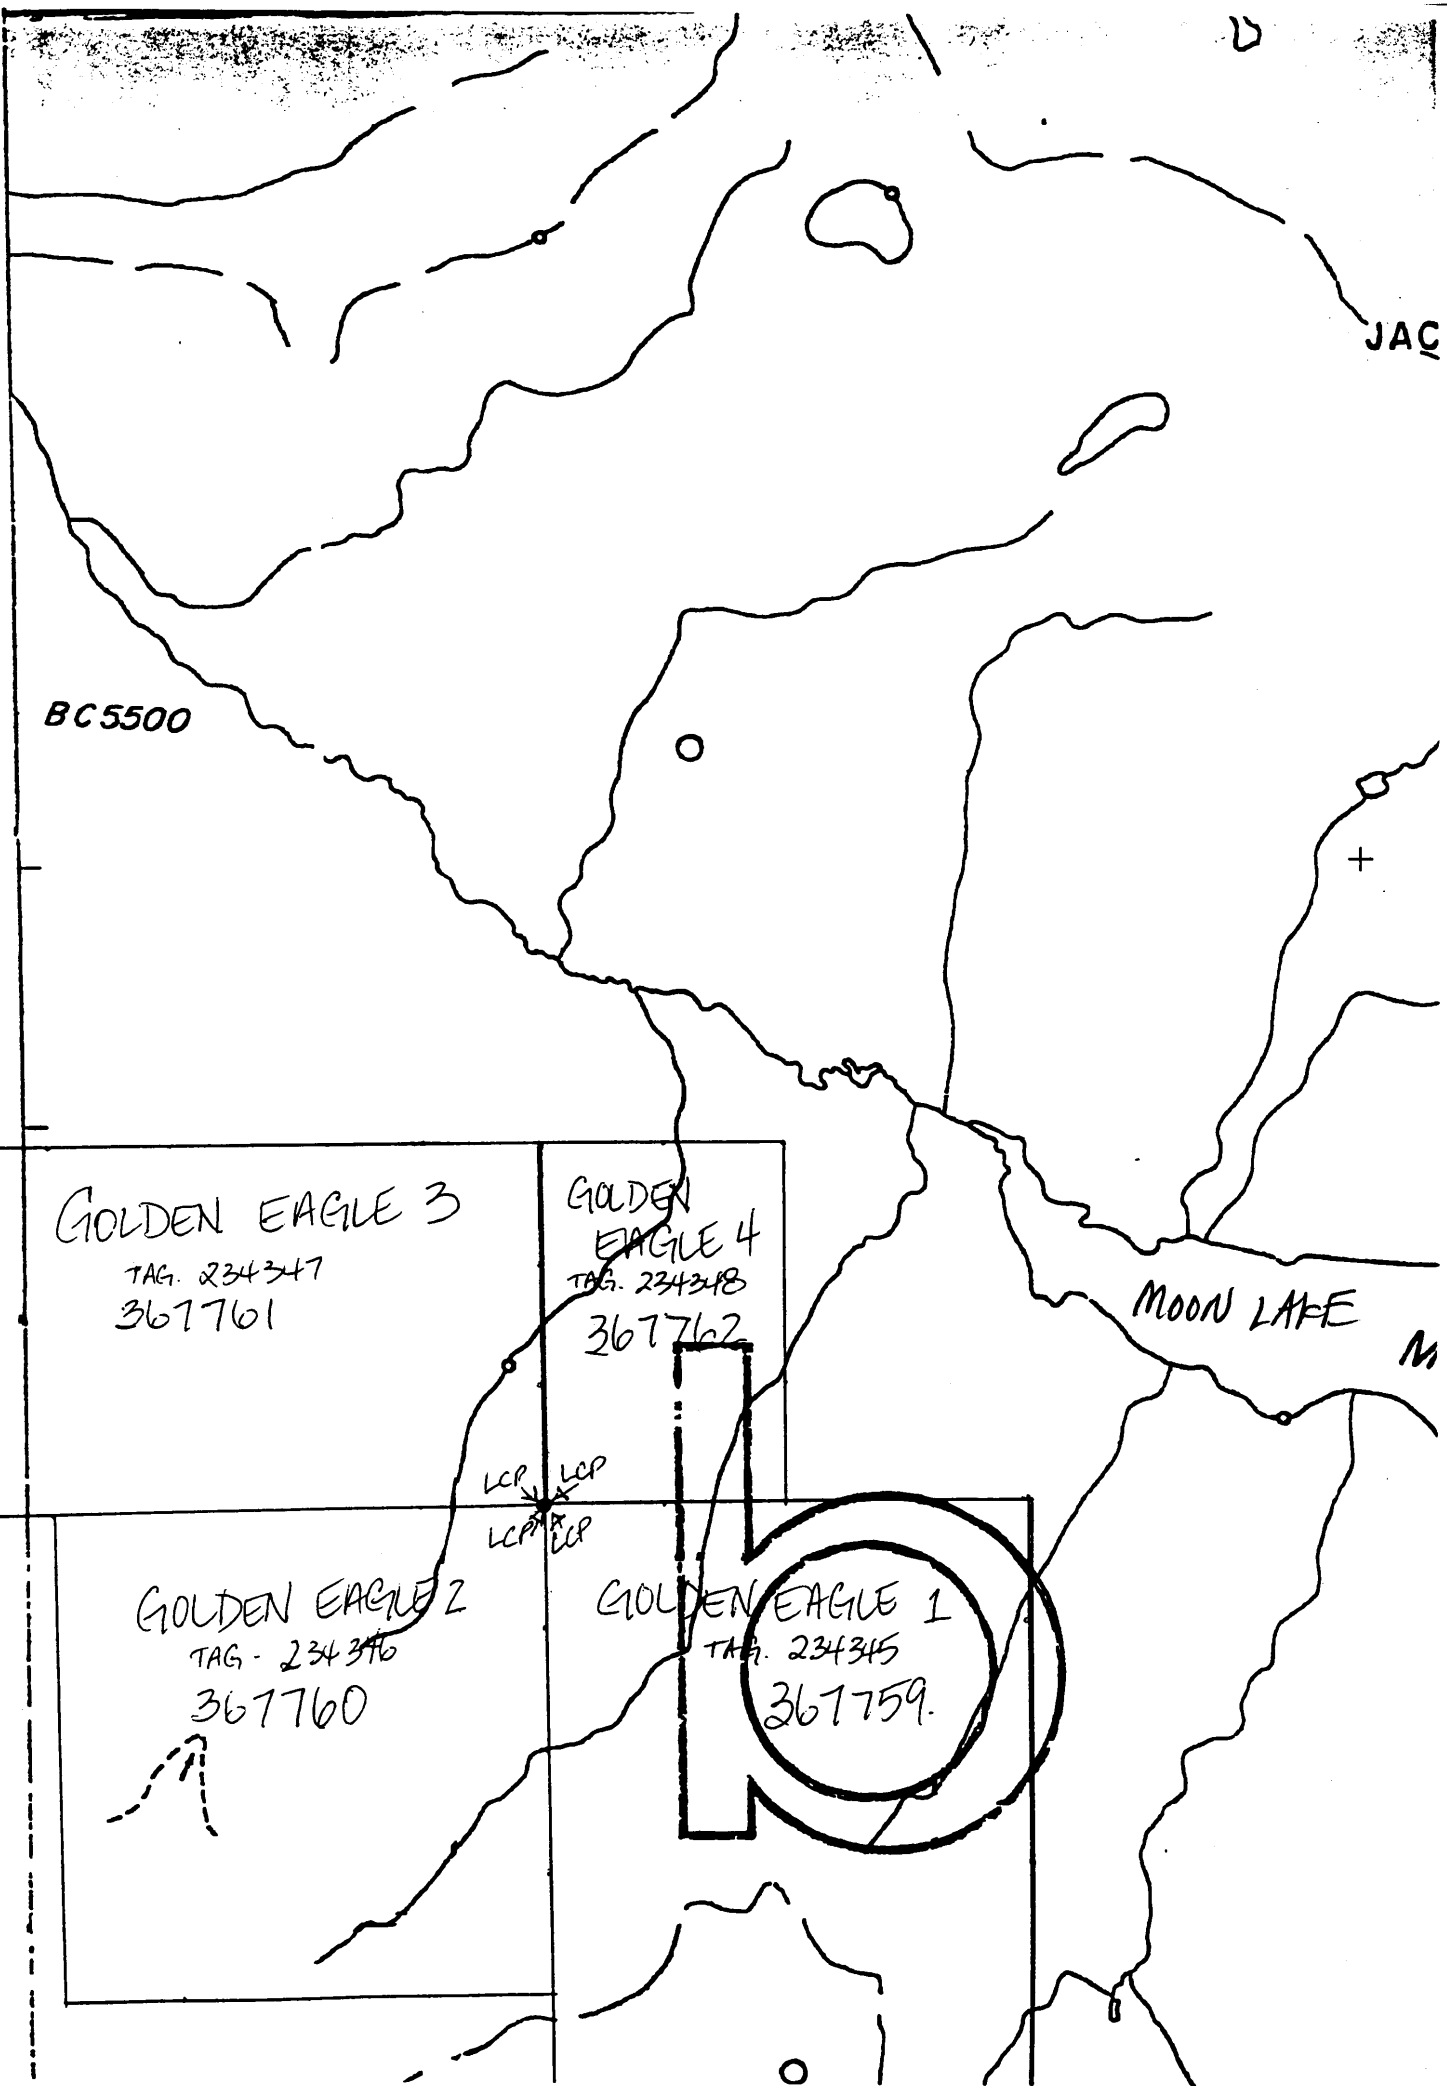 JAC
BC5500
GOLDEN EAGLE 3
TAG. 234347
367761
GOLDEN
EAGLE 4
TAG. 234348
367762
MOON LAKE
M
LCP LCP
LCP LCP
GOLDEN EAGLE 2
TAG - 234346
367760
GOLDEN EAGLE 1
TAG. 234345
367759.
b